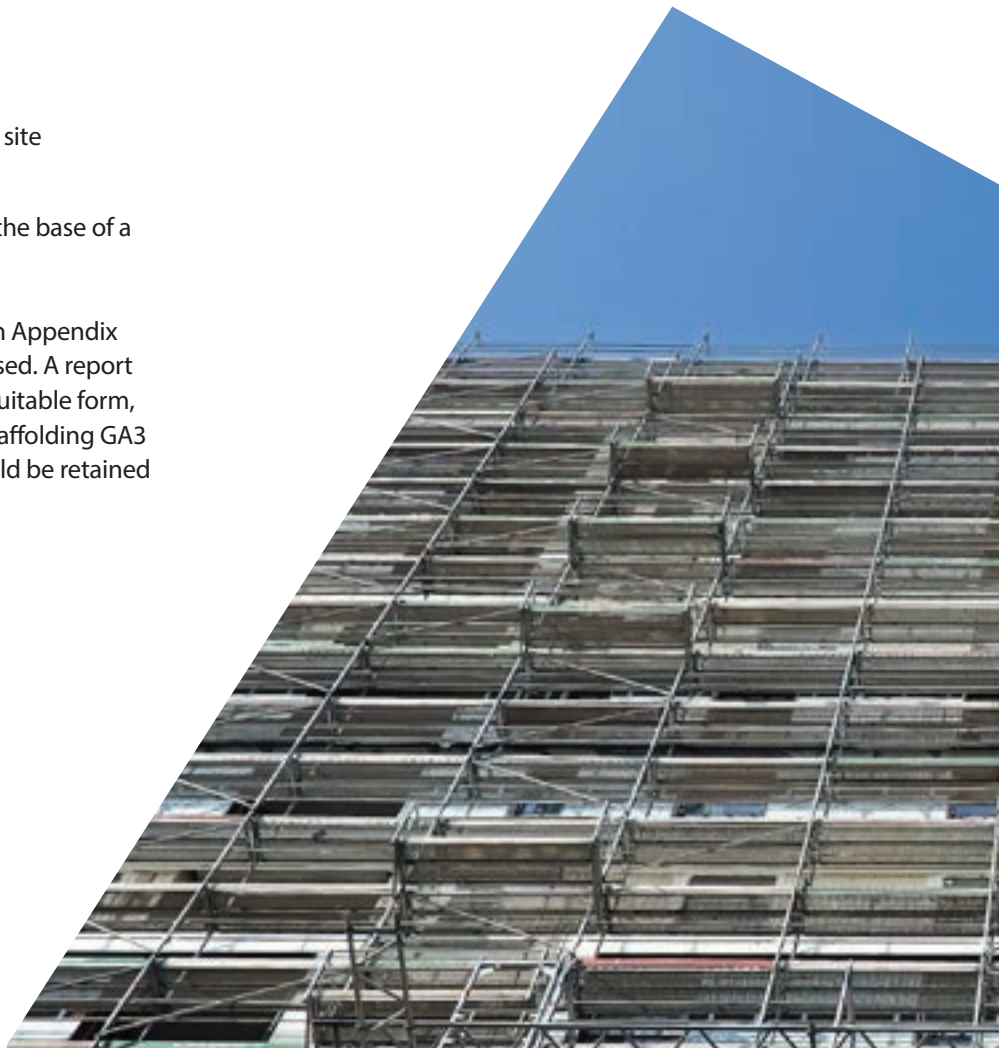 site
the base of a
n Appendix
sed. A report
uitable form,
affolding GA3
ld be retained